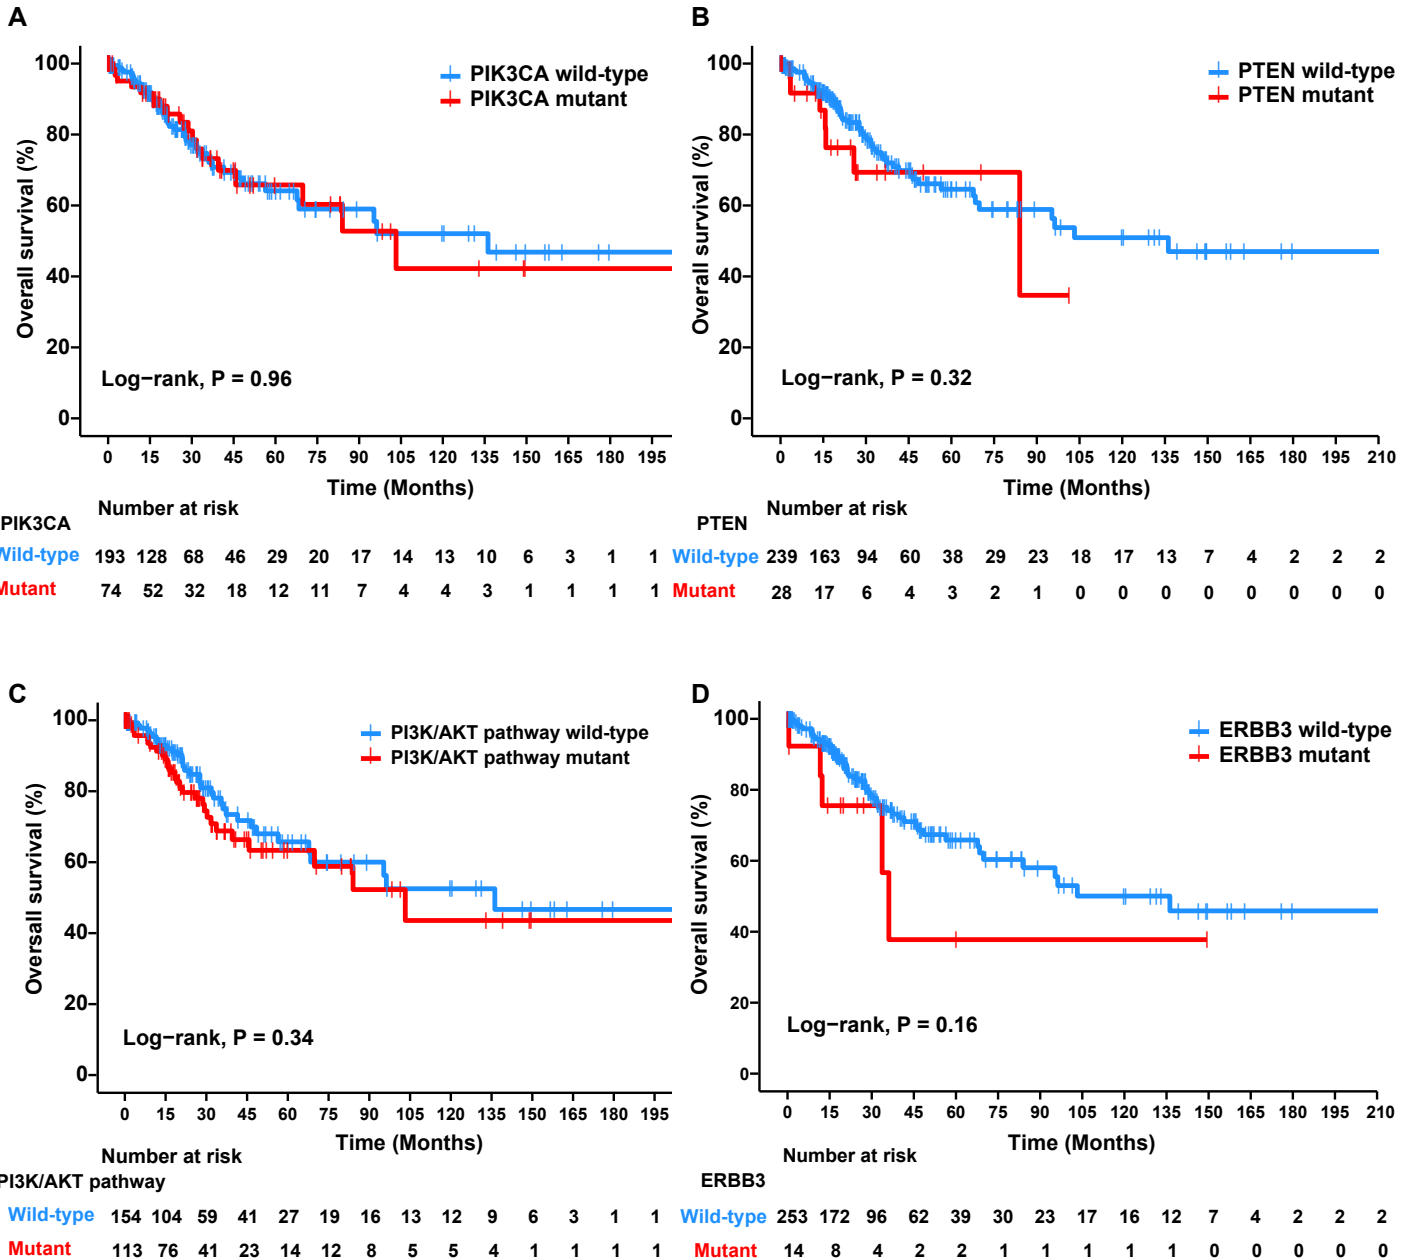 A
100
80
60
40
20
0
Overall survival (%)
PIK3CA wild-type
PIK3CA mutant
Log−rank, P = 0.96
0 15 30 45 60 75 90 105 120 135 150 165 180 195
Time (Months)
Number at risk
PIK3CA
Wild-type 193 128 68 46 29 20 17 14 13 10 6 3 1 1
Mutant 74 52 32 18 12 11 7 4 4 3 1 1 1 1
B
100
80
60
40
20
0
Overall survival (%)
PTEN wild-type
PTEN mutant
Log−rank, P = 0.32
0 15 30 45 60 75 90 105 120 135 150 165 180 195 210
Time (Months)
Number at risk
PTEN
Wild-type 239 163 94 60 38 29 23 18 17 13 7 4 2 2 2
Mutant 28 17 6 4 3 2 1 0 0 0 0 0 0 0 0
C
100
80
60
40
20
0
Oversall survival (%)
PI3K/AKT pathway wild-type
PI3K/AKT pathway mutant
Log−rank, P = 0.34
0 15 30 45 60 75 90 105 120 135 150 165 180 195
Time (Months)
Number at risk
PI3K/AKT pathway
Wild-type 154 104 59 41 27 19 16 13 12 9 6 3 1 1
Mutant 113 76 41 23 14 12 8 5 5 4 1 1 1 1
D
100
80
60
40
20
0
Overall survival (%)
ERBB3 wild-type
ERBB3 mutant
Log−rank, P = 0.16
0 15 30 45 60 75 90 105 120 135 150 165 180 195 210
Time (Months)
Number at risk
ERBB3
Wild-type 253 172 96 62 39 30 23 17 16 12 7 4 2 2 2
Mutant 14 8 4 2 2 1 1 1 1 1 0 0 0 0 0